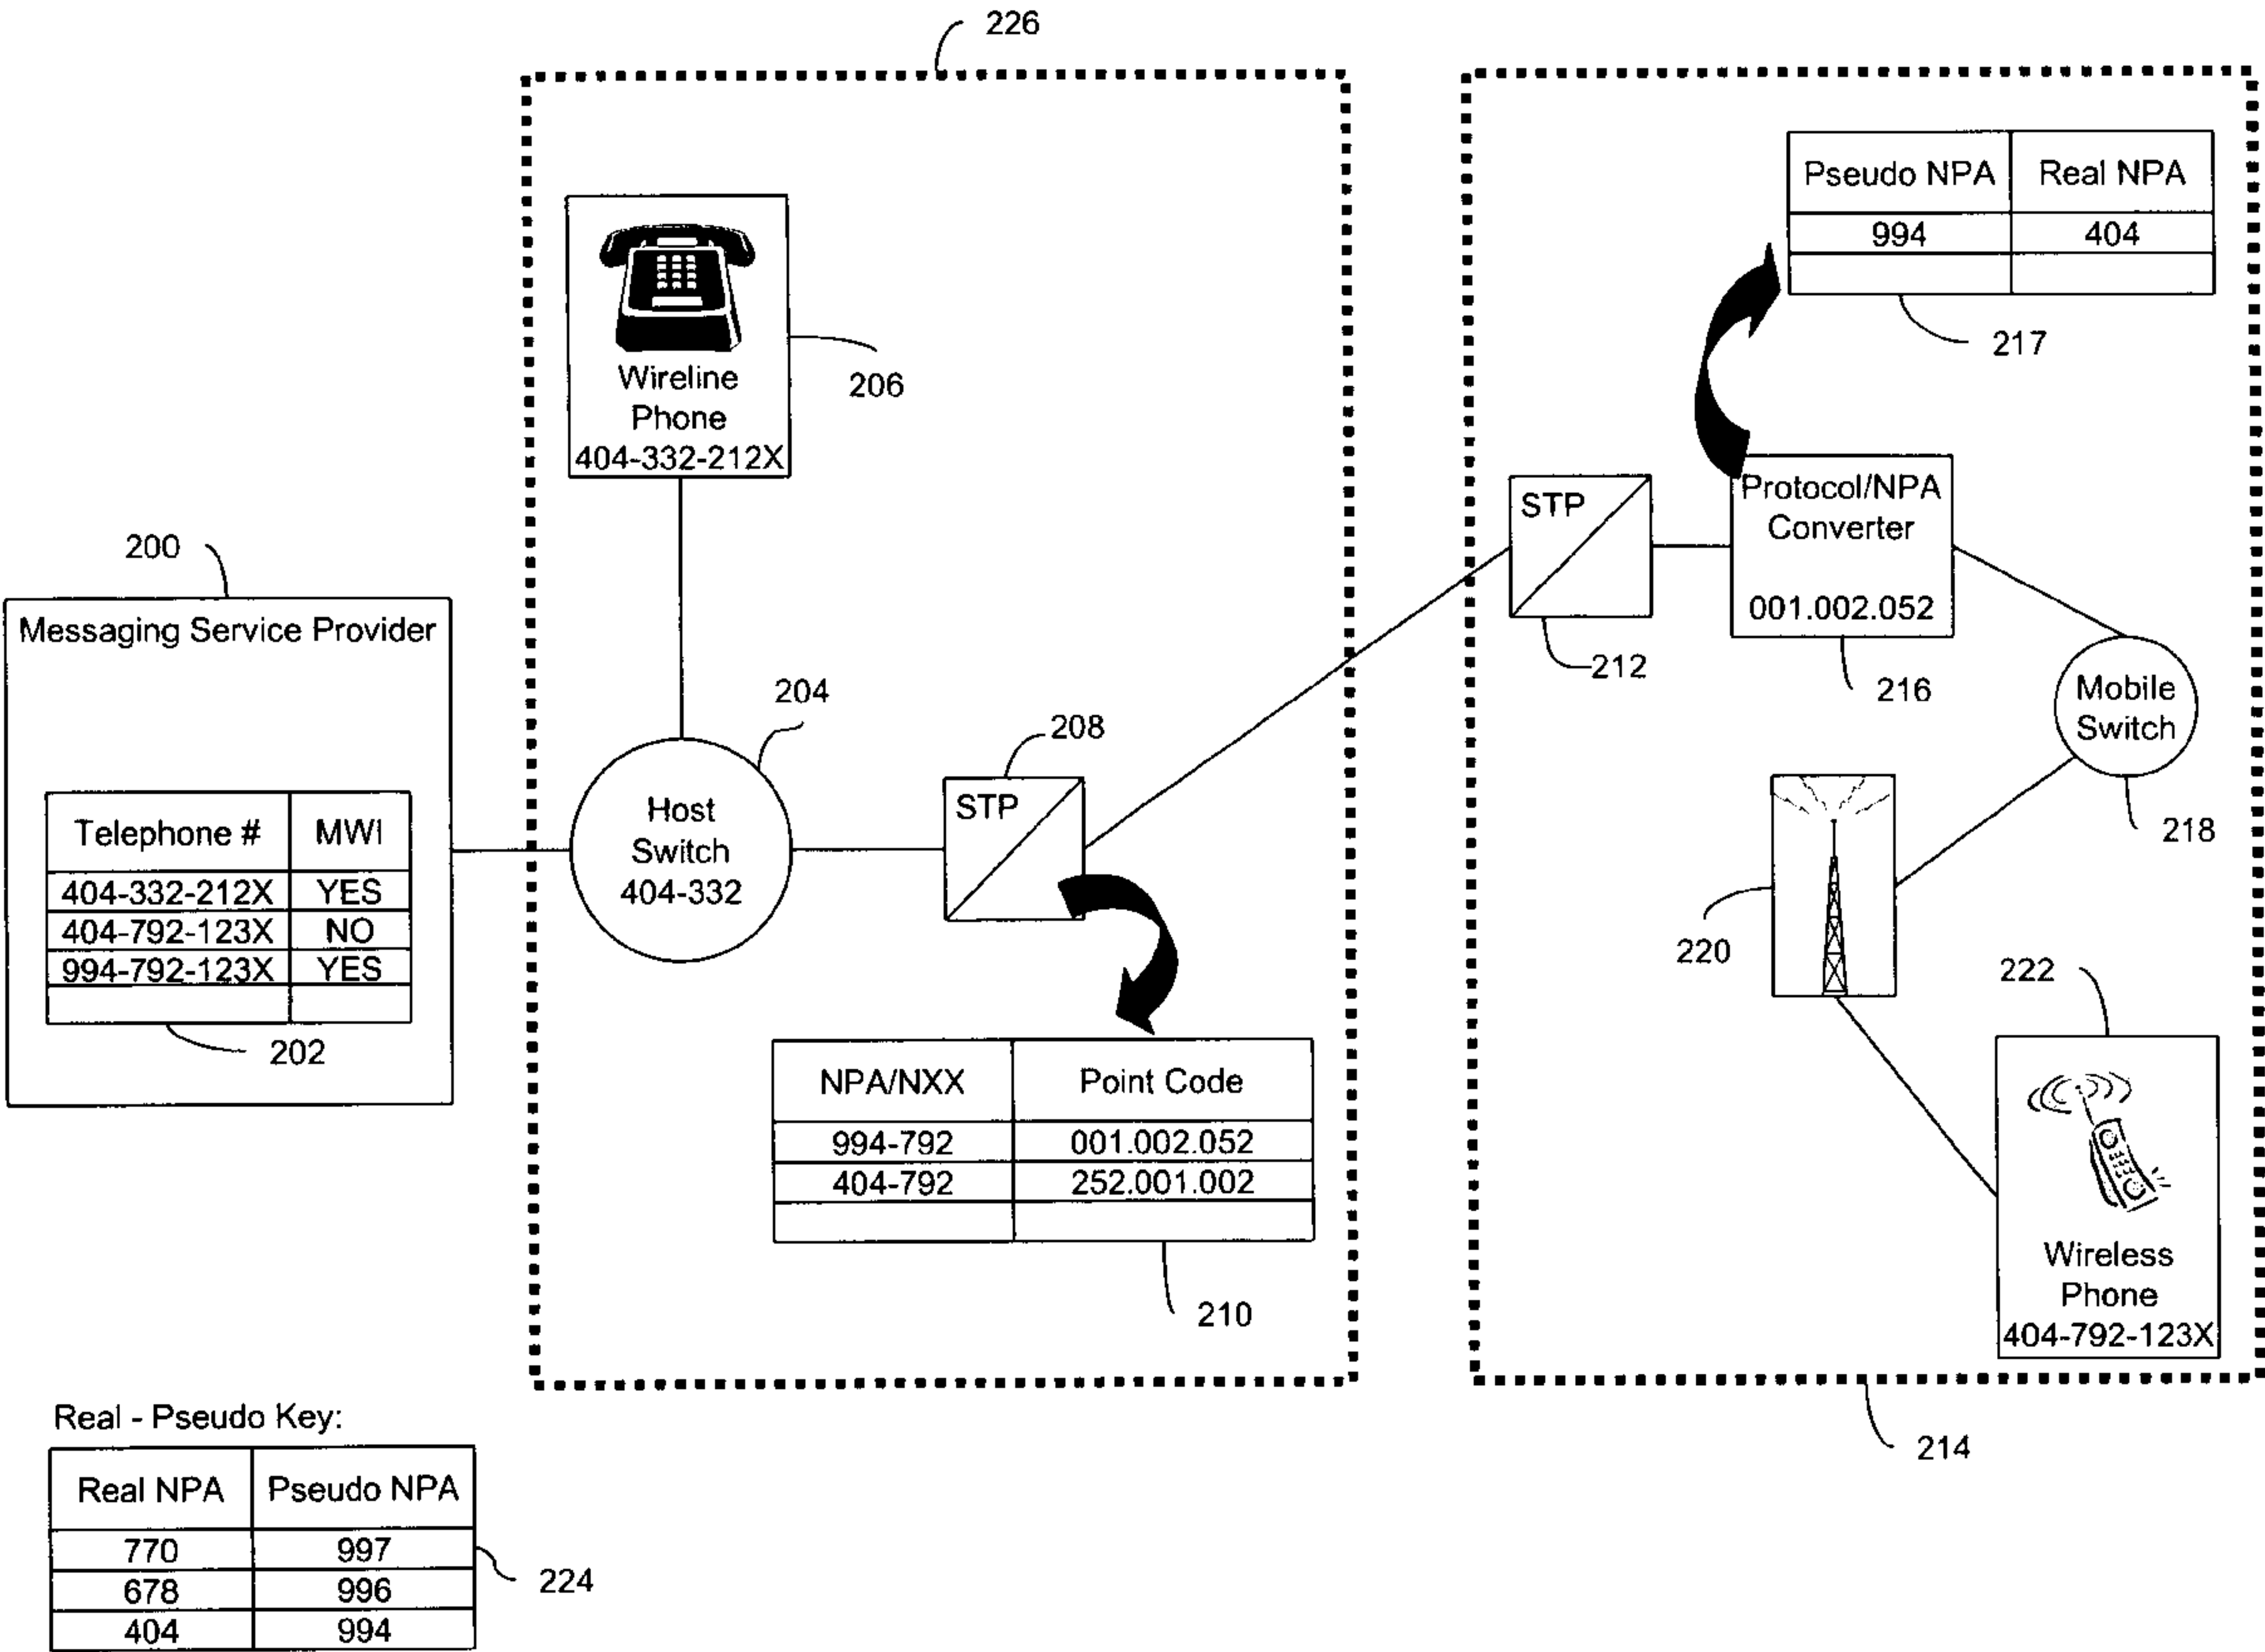 226
Pseudo NPA Real NPA
994 404
217
Wireline
Phone
404-332-212X
206
200
Messaging Service Provider
Telephone # MWI
404-332-212X YES
404-792-123X NO
994-792-123X YES
202
204
Host
Switch
404-332
208
STP
NPA/NXX Point Code
994-792 001.002.052
404-792 252.001.002
210
STP
212
Protocol/NPA
Converter
001.002.052
216
Mobile
Switch
218
220
222
Wireless
Phone
404-792-123X
214
Real - Pseudo Key:
Real NPA Pseudo NPA
770 997
678 996
404 994
224